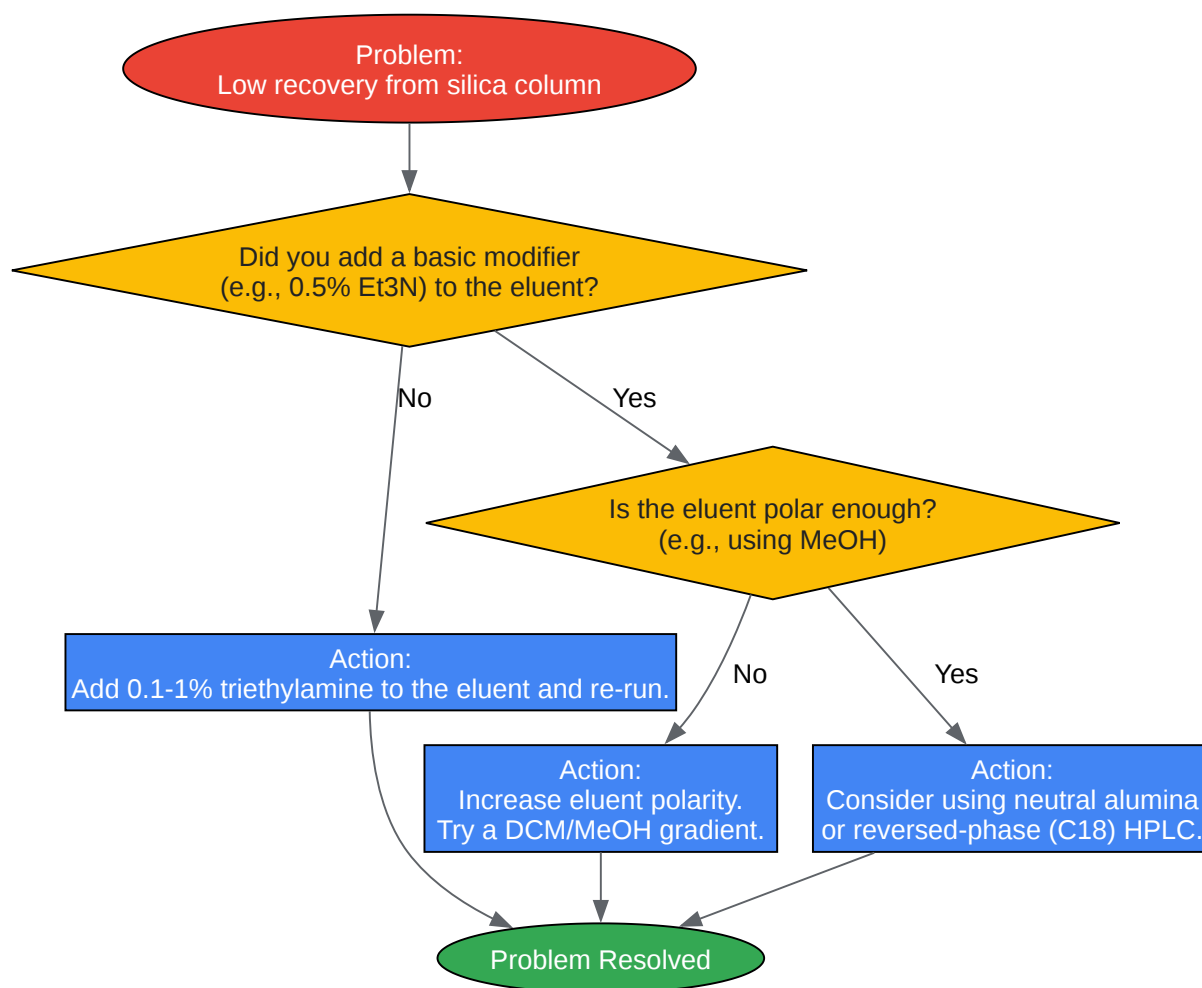 Problem:
Low recovery from silica column
Did you add a basic modifier
(e.g., 0.5% Et3N) to the eluent?
No
Yes
Is the eluent polar enough?
(e.g., using MeOH)
Action:
Add 0.1-1% triethylamine to the eluent and re-run.
No
Yes
Action:
Increase eluent polarity.
Try a DCM/MeOH gradient.
Action:
Consider using neutral alumina
or reversed-phase (C18) HPLC.
Problem Resolved